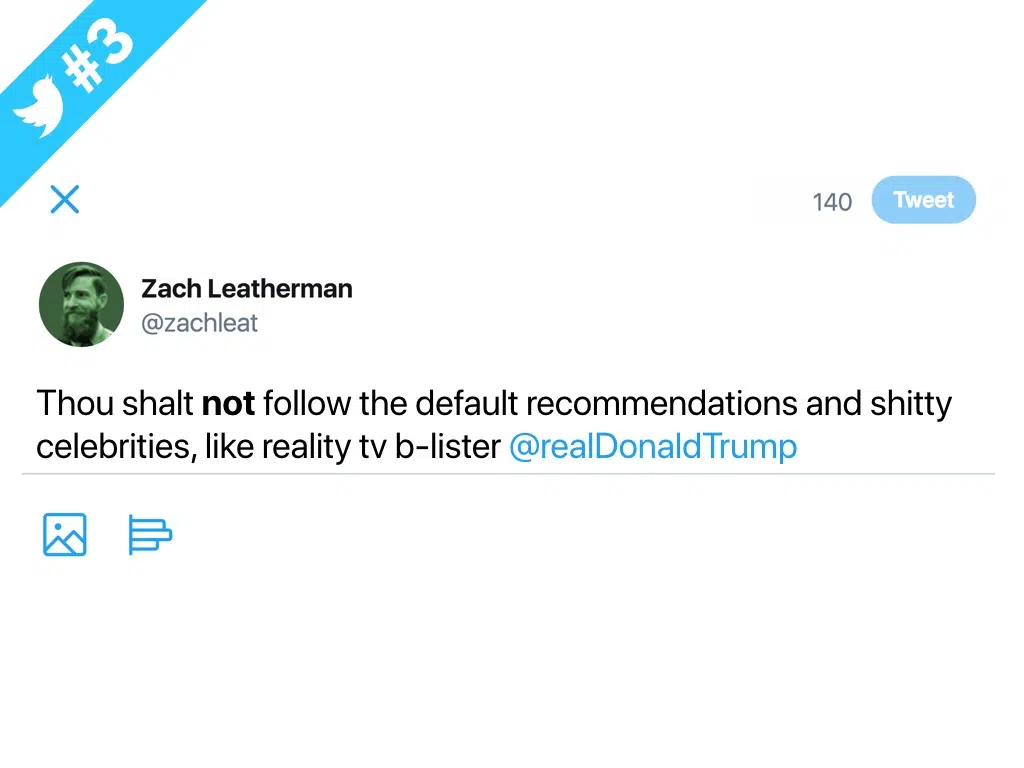 #3
140
Tweet
Zach Leatherman
@zachleat
Thou shalt not follow the default recommendations and shitty
celebrities, like reality tv b-lister @realDonaldTrump